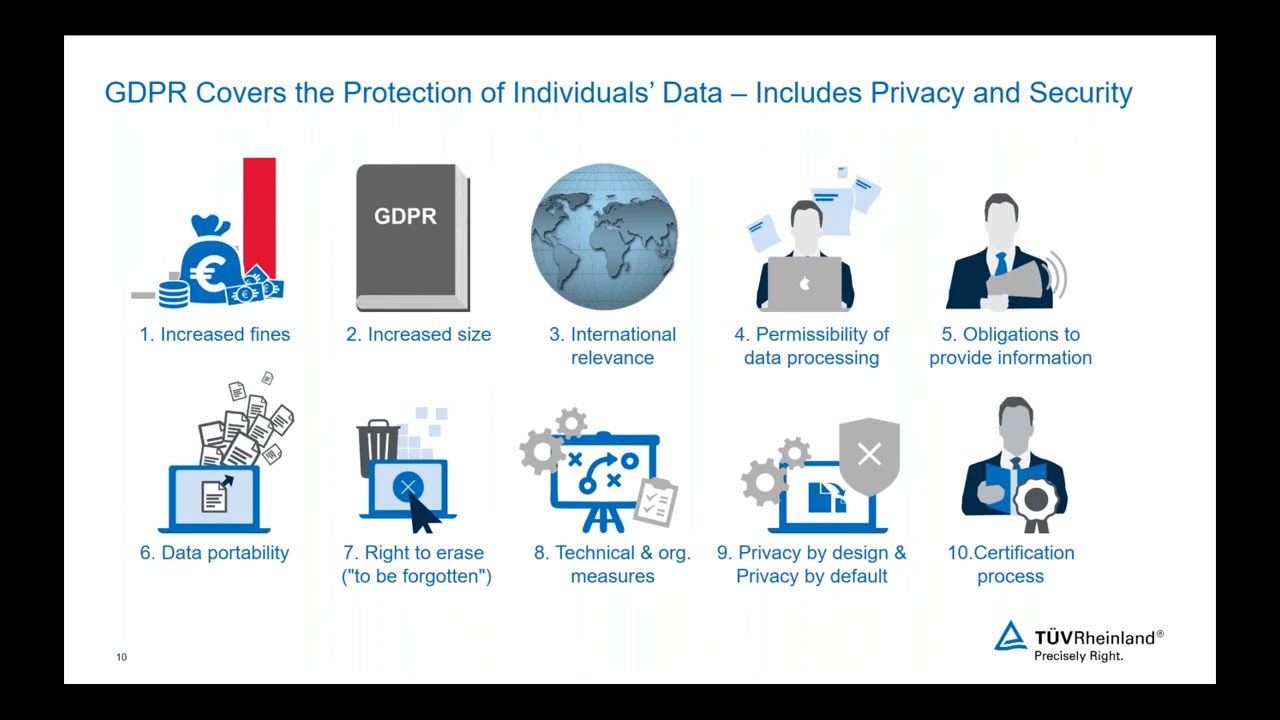 GDPR Covers the Protection of Individuals' Data – Includes Privacy and Security
GDPR
1. Increased fines
2. Increased size
3. International
relevance
4. Permissibility of
data processing
5. Obligations to
provide information
6. Data portability
7. Right to erase
("to be forgotten")
8. Technical & org.
measures
9. Privacy by design &
Privacy by default
10.Certification
process
TÜVRheinland®
Precisely Right.
10